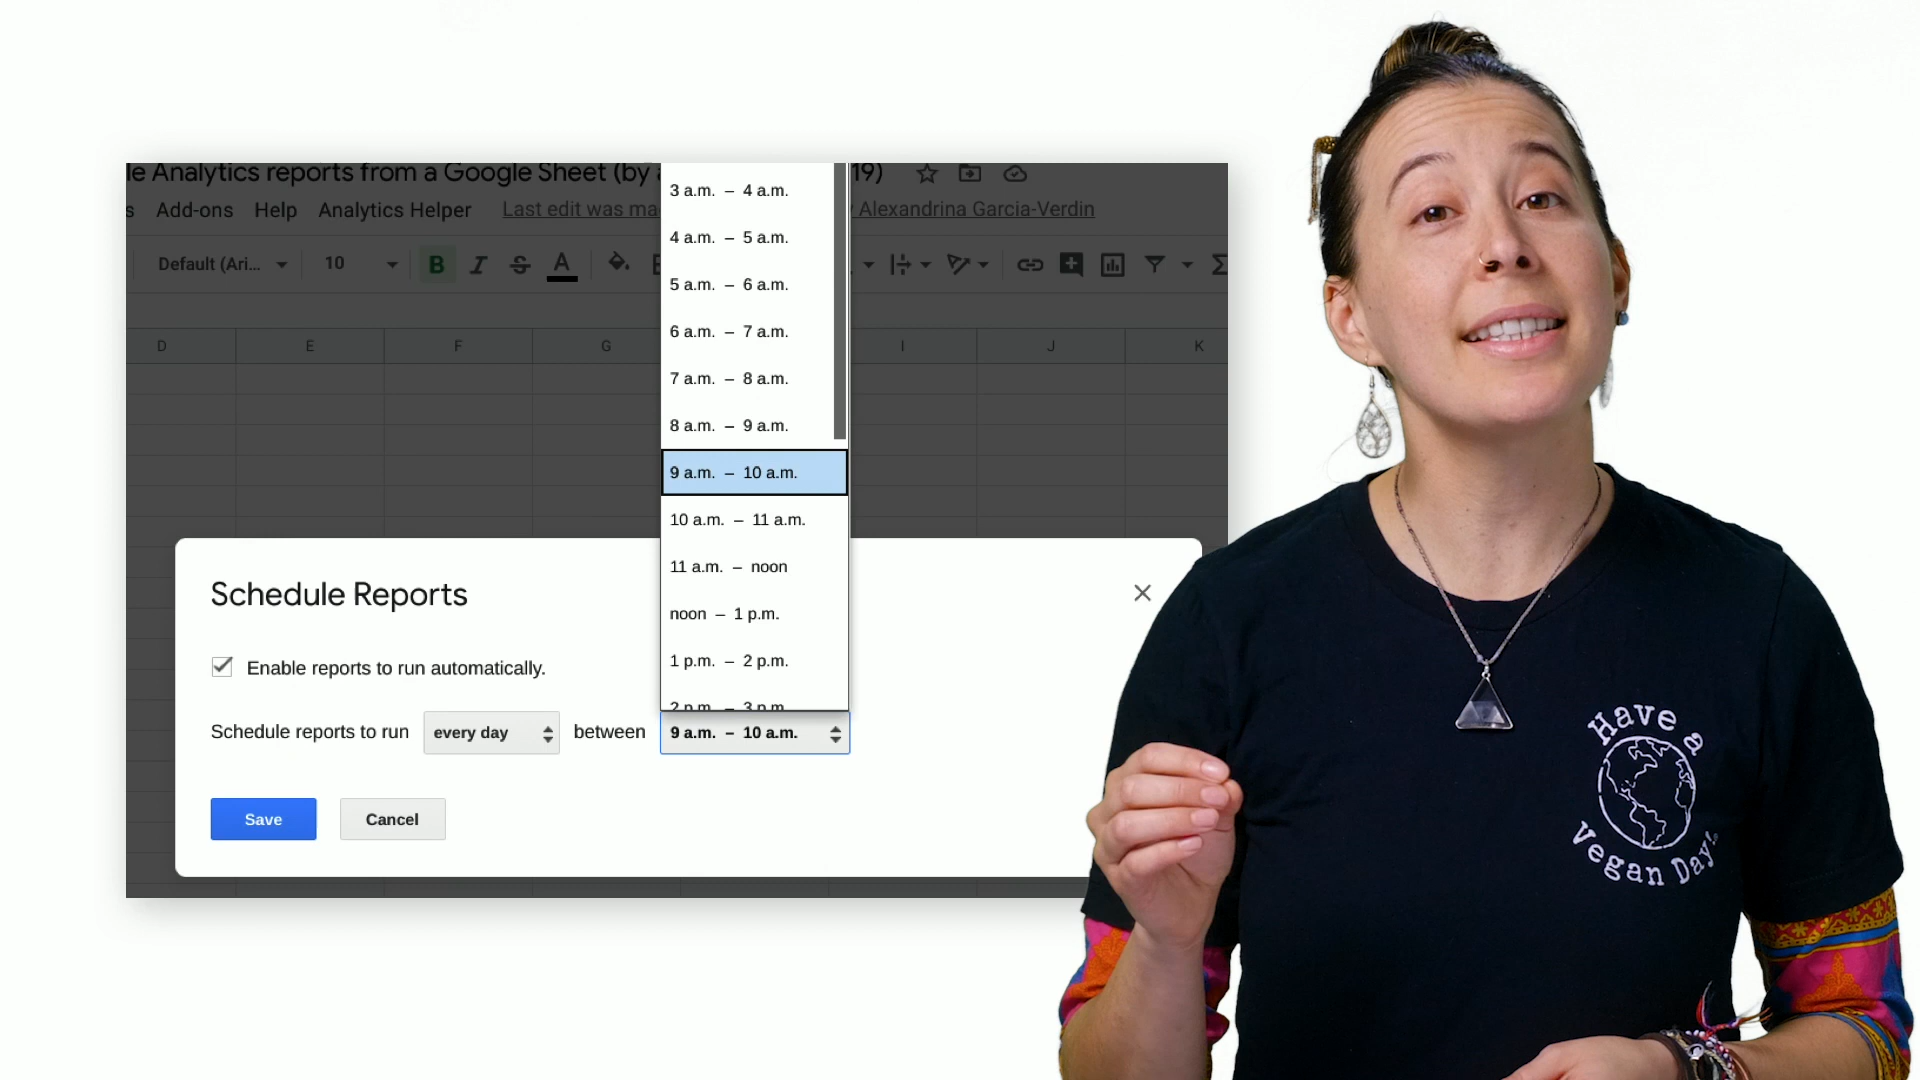 le Analytics reports from a Google Sheet (by
19)
s Add-ons Help Analytics Helper Last edit was ma
Alexandrina Garcia-Verdin
Default (Ari... 10 B I S A
D E F G I J K
3 a.m. – 4 a.m.
4 a.m. – 5 a.m.
5 a.m. – 6 a.m.
6 a.m. – 7 a.m.
7 a.m. – 8 a.m.
8 a.m. – 9 a.m.
9 a.m. – 10 a.m.
10 a.m. – 11 a.m.
11 a.m. – noon
noon – 1 p.m.
1 p.m. – 2 p.m.
2 p.m. – 3 p.m.
Schedule Reports
Enable reports to run automatically.
Schedule reports to run every day between 9 a.m. – 10 a.m.
Save Cancel
Have a
Vegan Day!